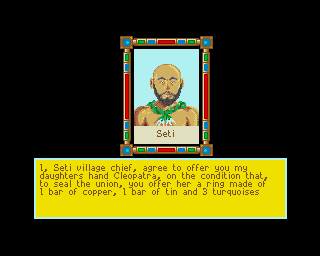 Seti
I, Seti village chief, agree to offer you my
daughters hand Cleopatra, on the condition that,
to seal the union, you offer her a ring made of
1 bar of copper, 1 bar of tin and 3 turquoises